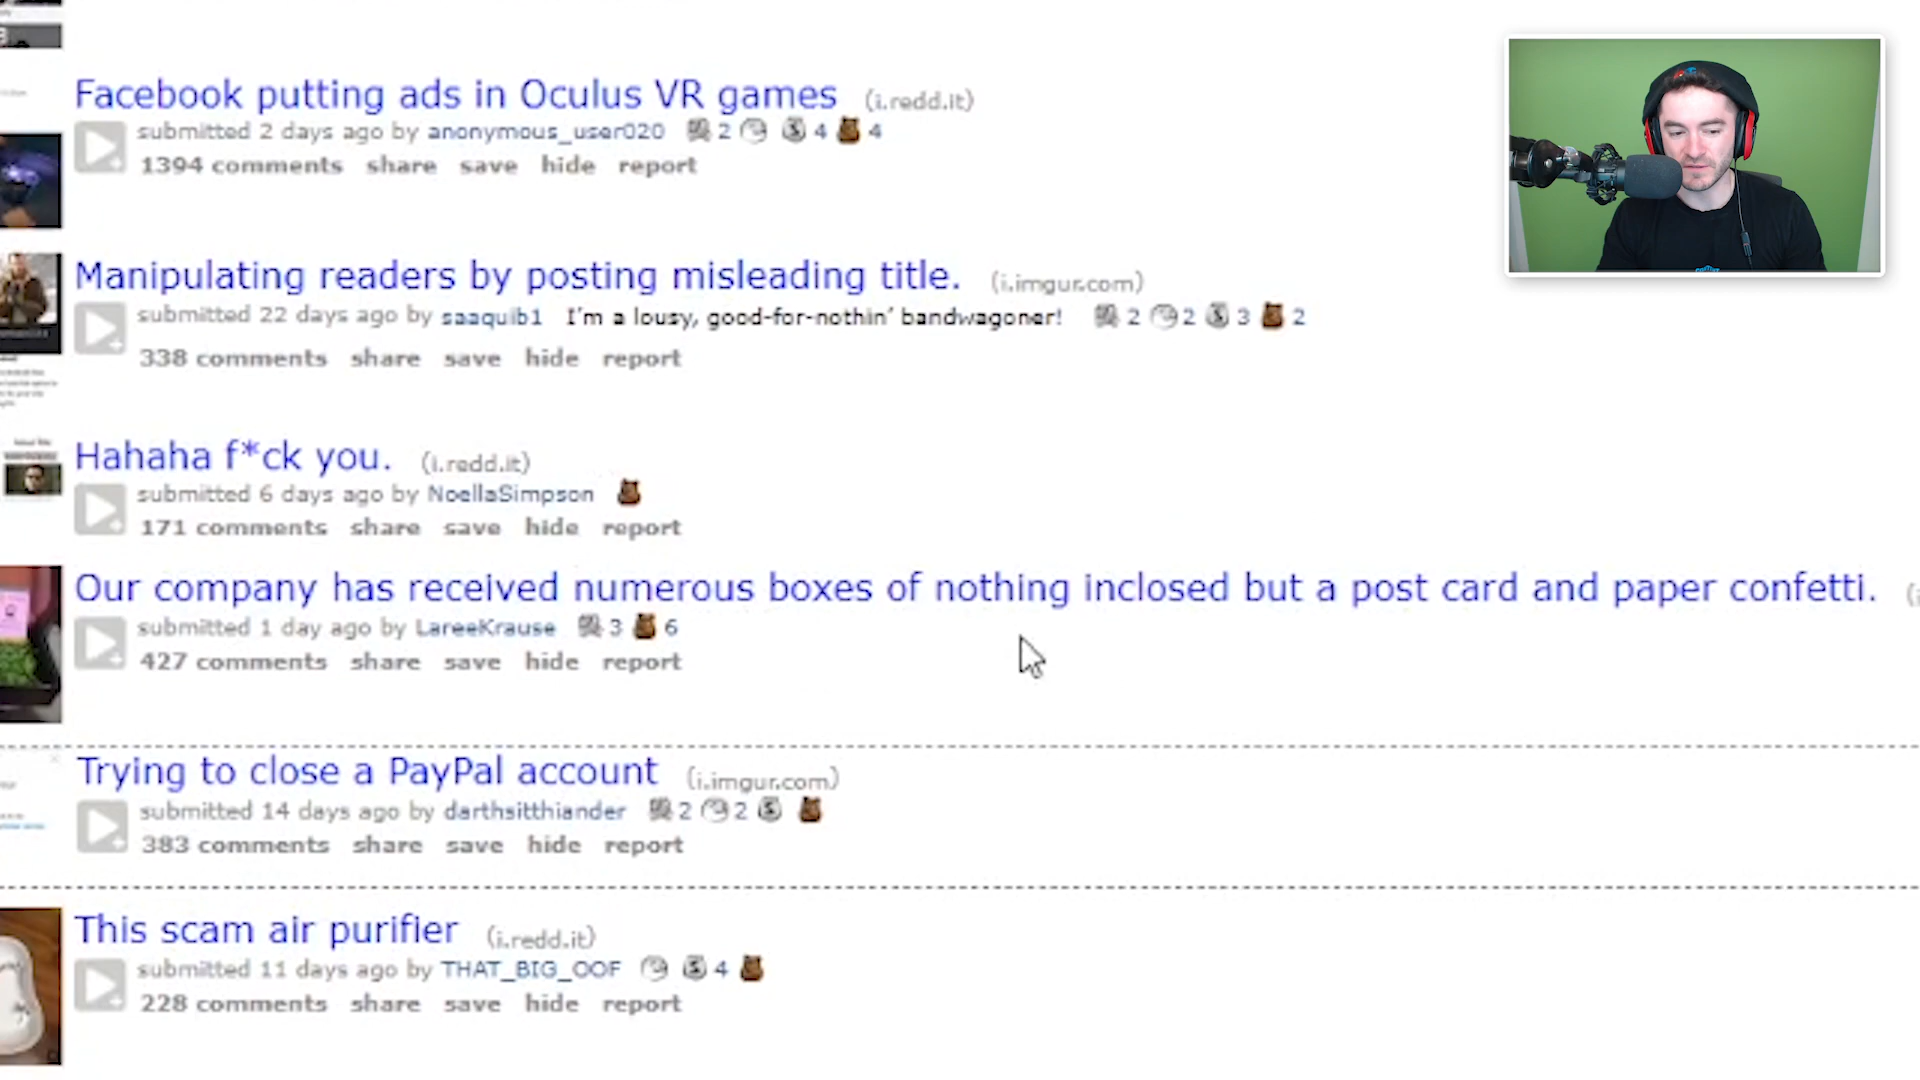 Facebook putting ads in Oculus VR games (i.redd.it)
submitted 2 days ago by anonymous_user020 2 4 4
1394 comments share save hide report
Manipulating readers by posting misleading title. (i.imgur.com)
submitted 22 days ago by saaquib1 I'm a lousy, good-for-nothin' bandwagoner! 2 2 3 2
338 comments share save hide report
Hahaha f*ck you. (i.redd.it)
submitted 6 days ago by NoellaSimpson
171 comments share save hide report
Our company has received numerous boxes of nothing inclosed but a post card and paper confetti. (i
submitted 1 day ago by LareeKrause 3 6
427 comments share save hide report
Trying to close a PayPal account (i.imgur.com)
submitted 14 days ago by darthsitthiander 2 2
383 comments share save hide report
This scam air purifier (i.redd.it)
submitted 11 days ago by THAT_BIG_OOF 4
228 comments share save hide report